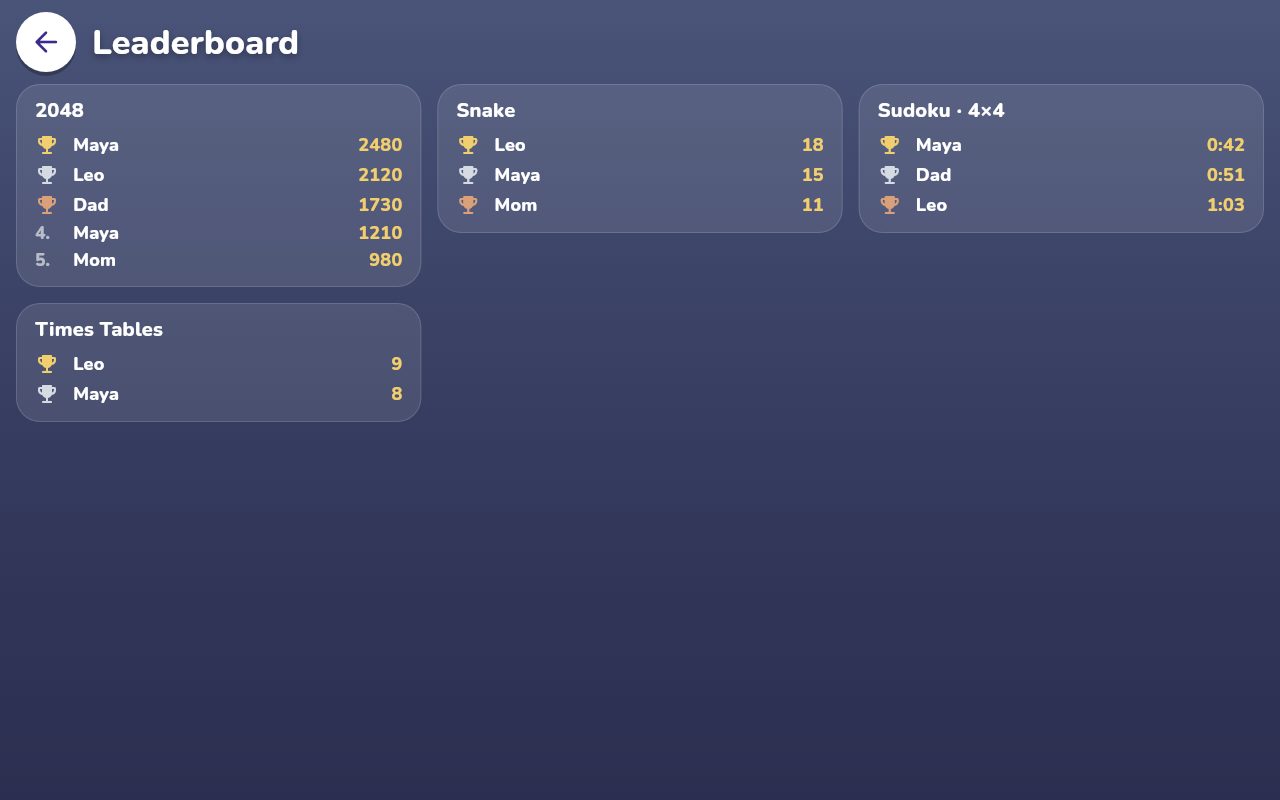 Leaderboard
2048
Maya 2480
Leo 2120
Dad 1730
4. Maya 1210
5. Mom 980
Snake
Leo 18
Maya 15
Mom 11
Sudoku · 4×4
Maya 0:42
Dad 0:51
Leo 1:03
Times Tables
Leo 9
Maya 8